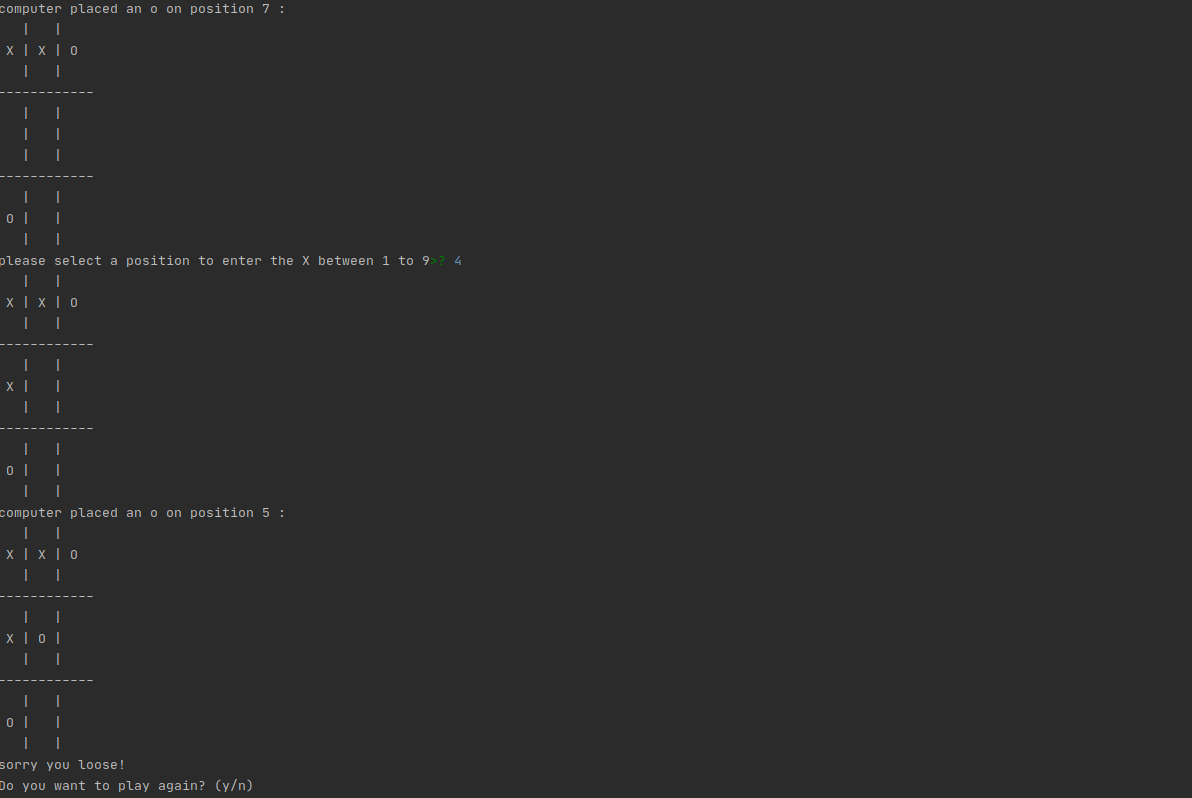 computer placed an o on position 7 :
   |   |
 X | X | O
   |   |
------------
   |   |
   |   |
   |   |
------------
   |   |
 O |   |
   |   |
please select a position to enter the X between 1 to 9>? 4
   |   |
 X | X | O
   |   |
------------
   |   |
 X |   |
   |   |
------------
   |   |
 O |   |
   |   |
computer placed an o on position 5 :
   |   |
 X | X | O
   |   |
------------
   |   |
 X | O |
   |   |
------------
   |   |
 O |   |
   |   |
sorry you loose!
Do you want to play again? (y/n)